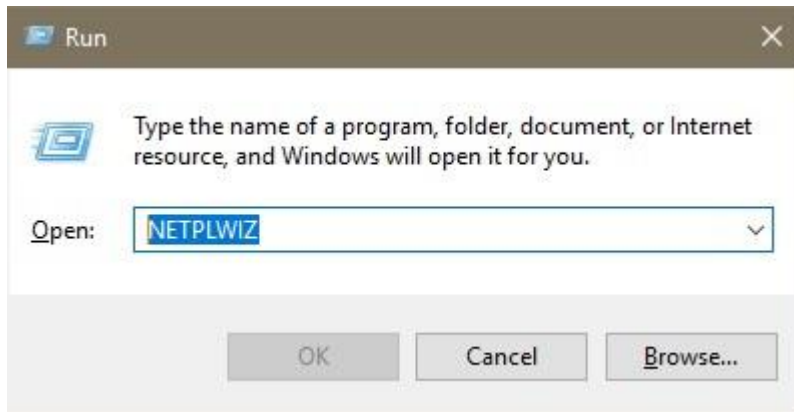 Run
Type the name of a program, folder, document, or Internet
resource, and Windows will open it for you.
Open: NETPLWIZ
OK Cancel Browse...